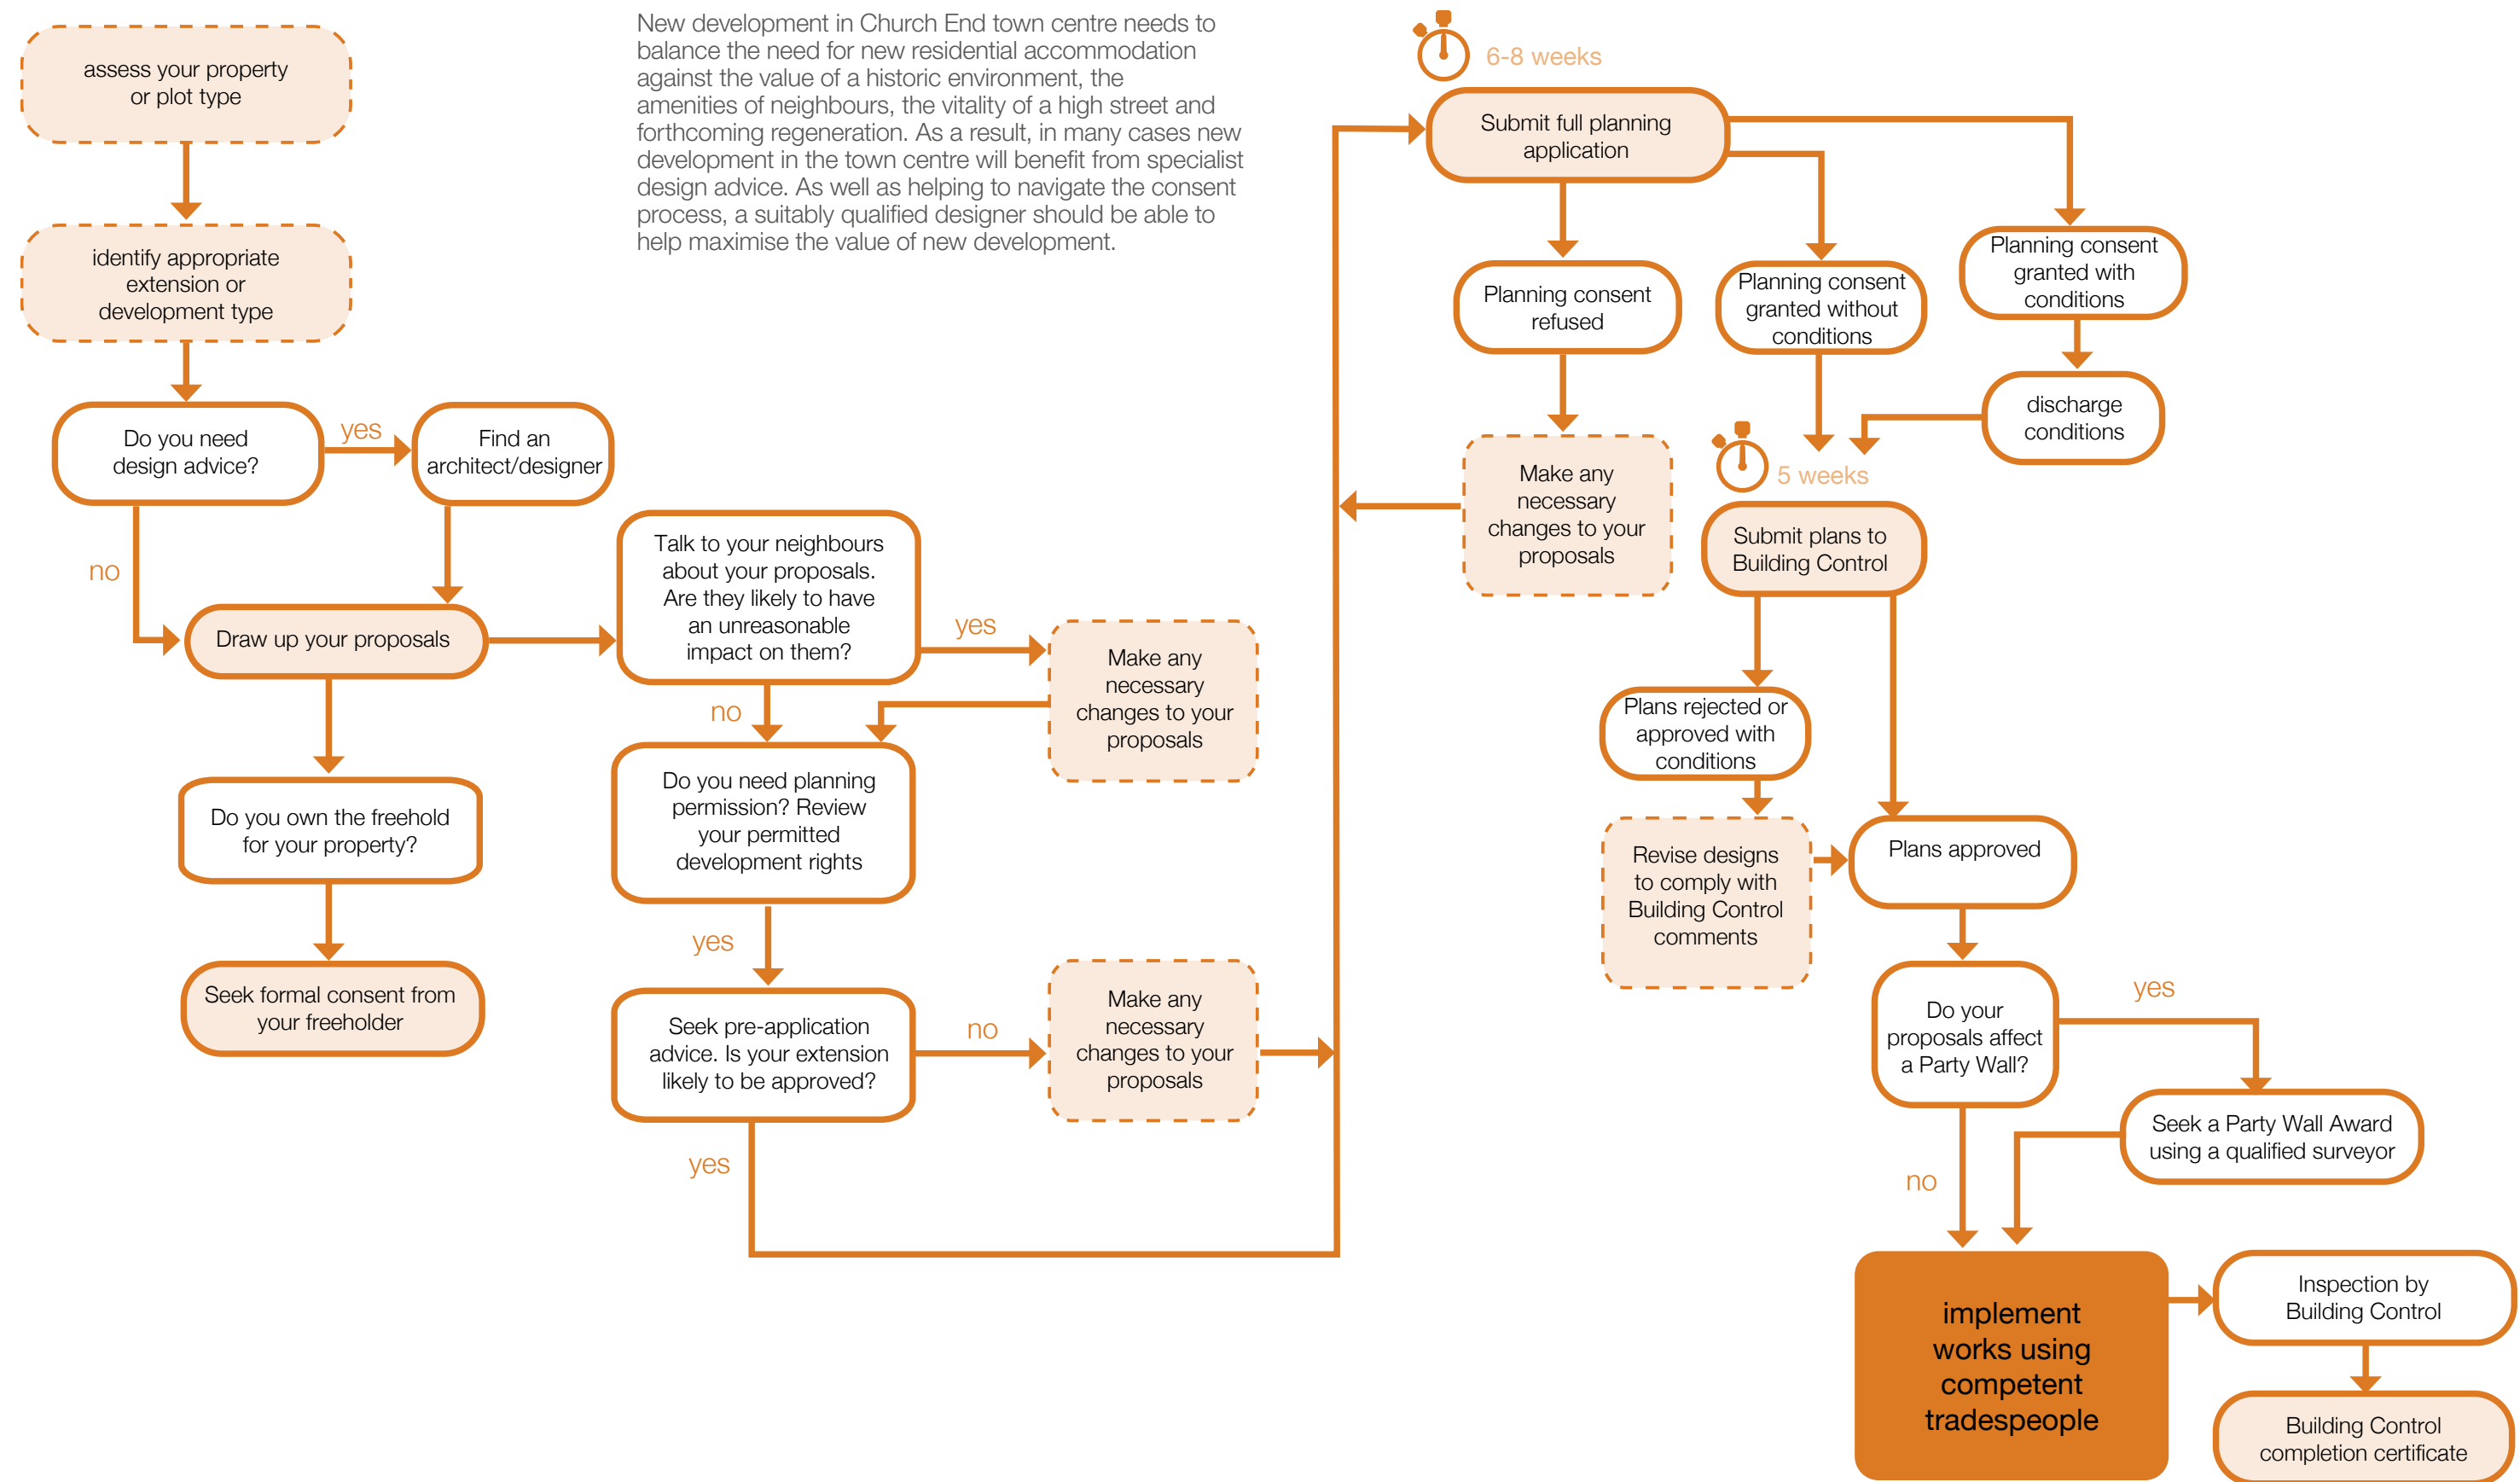 assess your property
or plot type
identify appropriate
extension or
development type
Do you need
design advice?
yes
Find an
architect/designer
no
Draw up your proposals
Do you own the freehold
for your property?
Seek formal consent from
your freeholder
New development in Church End town centre needs to
balance the need for new residential accommodation
against the value of a historic environment, the
amenities of neighbours, the vitality of a high street and
forthcoming regeneration. As a result, in many cases new
development in the town centre will benefit from specialist
design advice. As well as helping to navigate the consent
process, a suitably qualified designer should be able to
help maximise the value of new development.
Talk to your neighbours
about your proposals.
Are they likely to have
an unreasonable
impact on them?
yes
Make any
necessary
changes to your
proposals
no
Do you need planning
permission? Review
your permitted
development rights
yes
Seek pre-application
advice. Is your extension
likely to be approved?
no
Make any
necessary
changes to your
proposals
yes
6-8 weeks
Submit full planning
application
Planning consent
refused
Planning consent
granted without
conditions
Planning consent
granted with
conditions
discharge
conditions
Make any
necessary
changes to your
proposals
5 weeks
Submit plans to
Building Control
Plans rejected or
approved with
conditions
Revise designs
to comply with
Building Control
comments
Plans approved
Do your
proposals affect
a Party Wall?
yes
Seek a Party Wall Award
using a qualified surveyor
no
implement
works using
competent
tradespeople
Inspection by
Building Control
Building Control
completion certificate